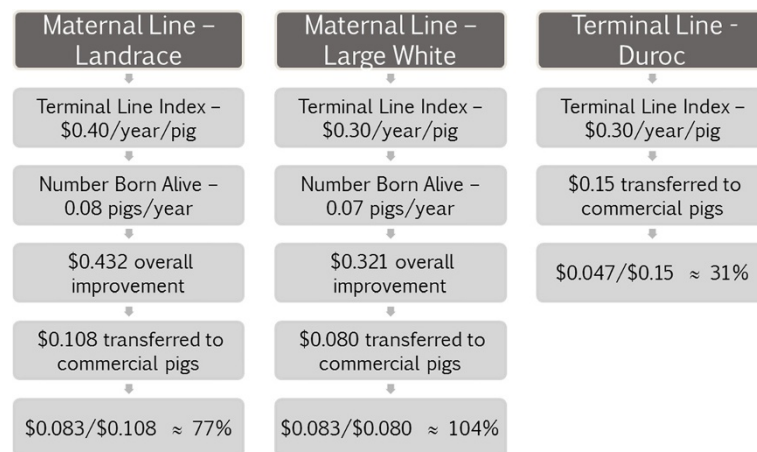 Maternal Line –
Landrace
Terminal Line Index –
$0.40/year/pig
Number Born Alive –
0.08 pigs/year
$0.432 overall
improvement
$0.108 transferred to
commercial pigs
$0.083/$0.108 ≈ 77%
Maternal Line –
Large White
Terminal Line Index –
$0.30/year/pig
Number Born Alive –
0.07 pigs/year
$0.321 overall
improvement
$0.080 transferred to
commercial pigs
$0.083/$0.080 ≈ 104%
Terminal Line -
Duroc
Terminal Line Index –
$0.30/year/pig
$0.15 transferred to
commercial pigs
$0.047/$0.15 ≈ 31%